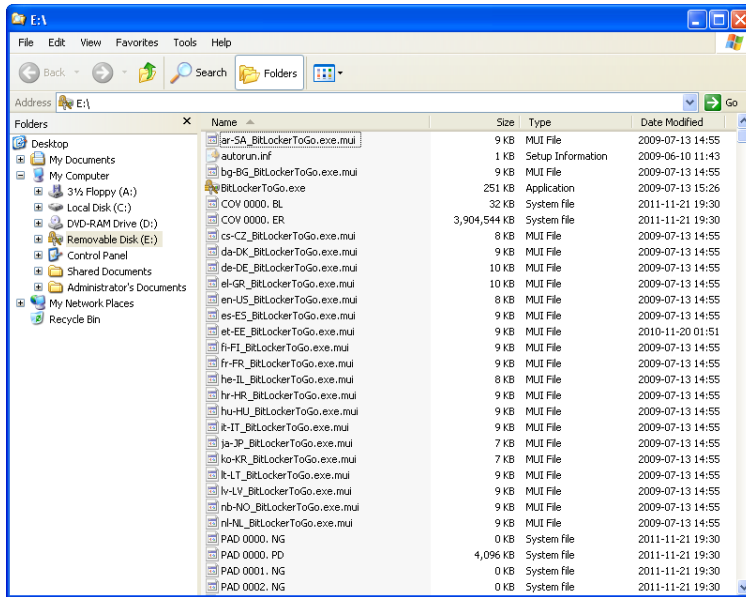 E:\
File Edit View Favorites Tools Help
Back Search Folders
Address E:\ Go
Folders x Name Size Type Date Modified
Desktop
My Documents
My Computer
3½ Floppy (A:)
Local Disk (C:)
DVD-RAM Drive (D:)
Removable Disk (E:)
Control Panel
Shared Documents
Administrator's Documents
My Network Places
Recycle Bin
ar-SA_BitLockerToGo.exe.mui 9 KB MUI File 2009-07-13 14:55
autorun.inf 1 KB Setup Information 2009-06-10 11:43
bg-BG_BitLockerToGo.exe.mui 9 KB MUI File 2009-07-13 14:55
BitLockerToGo.exe 251 KB Application 2009-07-13 15:26
COV 0000. BL 32 KB System file 2011-11-21 19:30
COV 0000. ER 3,904,544 KB System file 2011-11-21 19:30
cs-CZ_BitLockerToGo.exe.mui 8 KB MUI File 2009-07-13 14:55
da-DK_BitLockerToGo.exe.mui 9 KB MUI File 2009-07-13 14:55
de-DE_BitLockerToGo.exe.mui 10 KB MUI File 2009-07-13 14:55
el-GR_BitLockerToGo.exe.mui 10 KB MUI File 2009-07-13 14:55
en-US_BitLockerToGo.exe.mui 8 KB MUI File 2009-07-13 14:55
es-ES_BitLockerToGo.exe.mui 9 KB MUI File 2009-07-13 14:55
et-EE_BitLockerToGo.exe.mui 9 KB MUI File 2010-11-20 01:51
fi-FI_BitLockerToGo.exe.mui 9 KB MUI File 2009-07-13 14:55
fr-FR_BitLockerToGo.exe.mui 9 KB MUI File 2009-07-13 14:55
he-IL_BitLockerToGo.exe.mui 8 KB MUI File 2009-07-13 14:55
hr-HR_BitLockerToGo.exe.mui 9 KB MUI File 2009-07-13 14:55
hu-HU_BitLockerToGo.exe.mui 9 KB MUI File 2009-07-13 14:55
it-IT_BitLockerToGo.exe.mui 9 KB MUI File 2009-07-13 14:55
ja-JP_BitLockerToGo.exe.mui 7 KB MUI File 2009-07-13 14:55
ko-KR_BitLockerToGo.exe.mui 7 KB MUI File 2009-07-13 14:55
lt-LT_BitLockerToGo.exe.mui 9 KB MUI File 2009-07-13 14:55
lv-LV_BitLockerToGo.exe.mui 9 KB MUI File 2009-07-13 14:55
nb-NO_BitLockerToGo.exe.mui 9 KB MUI File 2009-07-13 14:55
nl-NL_BitLockerToGo.exe.mui 9 KB MUI File 2009-07-13 14:55
PAD 0000. NG 0 KB System file 2011-11-21 19:30
PAD 0000. PD 4,096 KB System file 2011-11-21 19:30
PAD 0001. NG 0 KB System file 2011-11-21 19:30
PAD 0002. NG 0 KB System file 2011-11-21 19:30